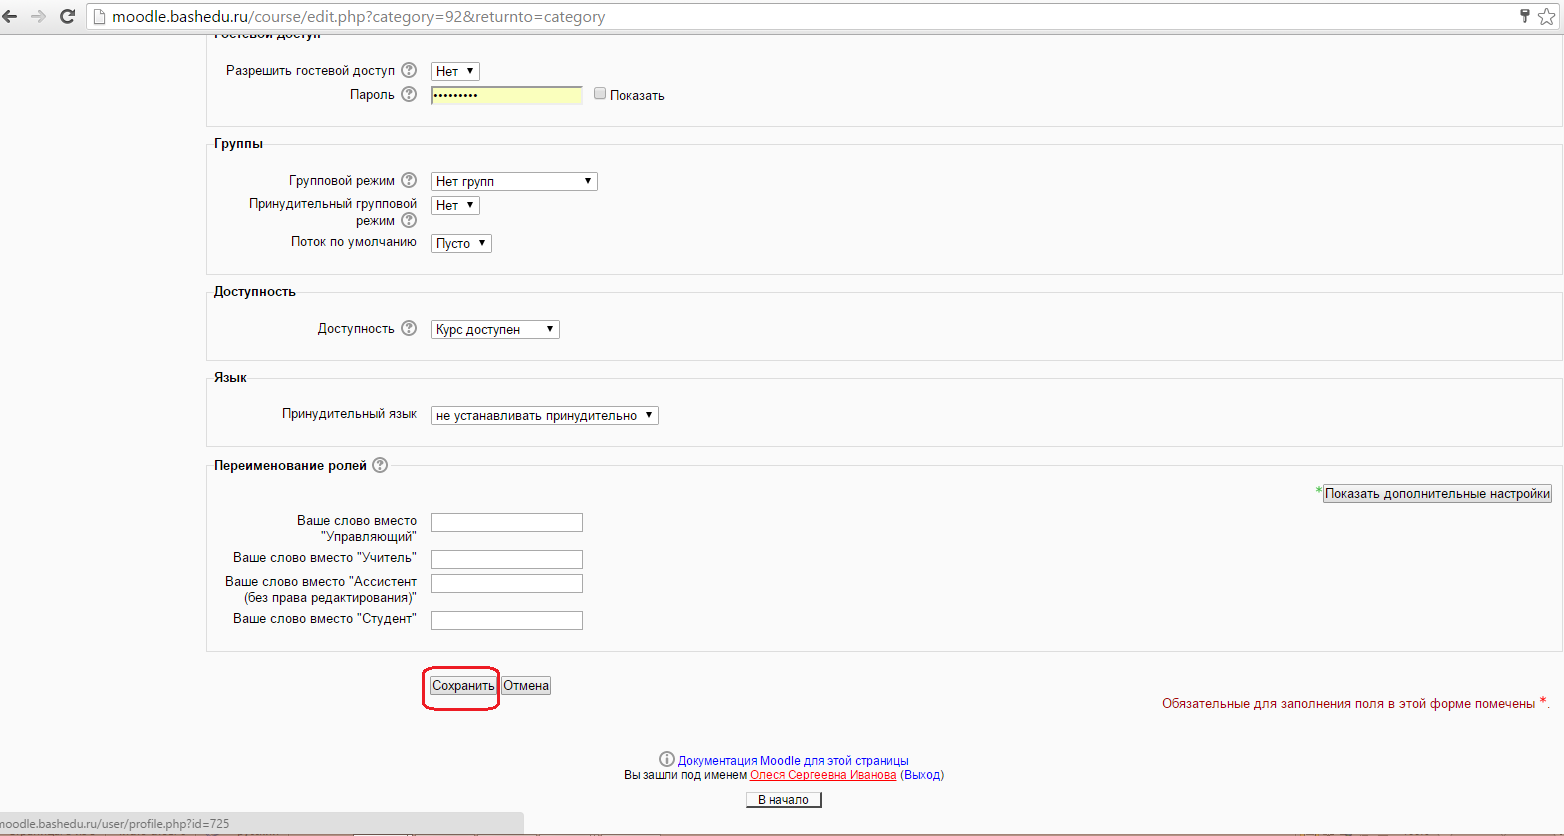 moodle.bashedu.ru/course/edit.php?category=92&returnto=category
Гостевой доступ
Разрешить гостевой доступ ? Нет ▼
Пароль ? ••••••••• Показать
Группы
Групповой режим ? Нет групп ▼
Принудительный групповой режим ? Нет ▼
Поток по умолчанию Пусто ▼
Доступность
Доступность ? Курс доступен ▼
Язык
Принудительный язык не устанавливать принудительно ▼
Переименование ролей ?
*Показать дополнительные настройки
Ваше слово вместо
"Управляющий"
Ваше слово вместо "Учитель"
Ваше слово вместо "Ассистент
(без права редактирования)"
Ваше слово вместо "Студент"
Сохранить Отмена
Обязательные для заполнения поля в этой форме помечены *.
Документация Moodle для этой страницы
Вы зашли под именем Олеся Сергеевна Иванова (Выход)
В начало
moodle.bashedu.ru/user/profile.php?id=725